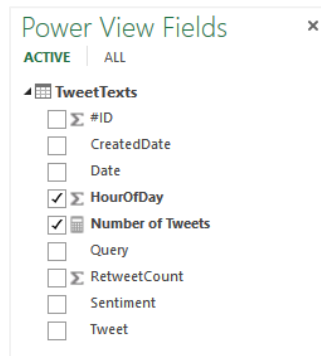 Power View Fields
ACTIVE ALL
TweetTexts
#ID
CreatedDate
Date
HourOfDay
Number of Tweets
Query
RetweetCount
Sentiment
Tweet